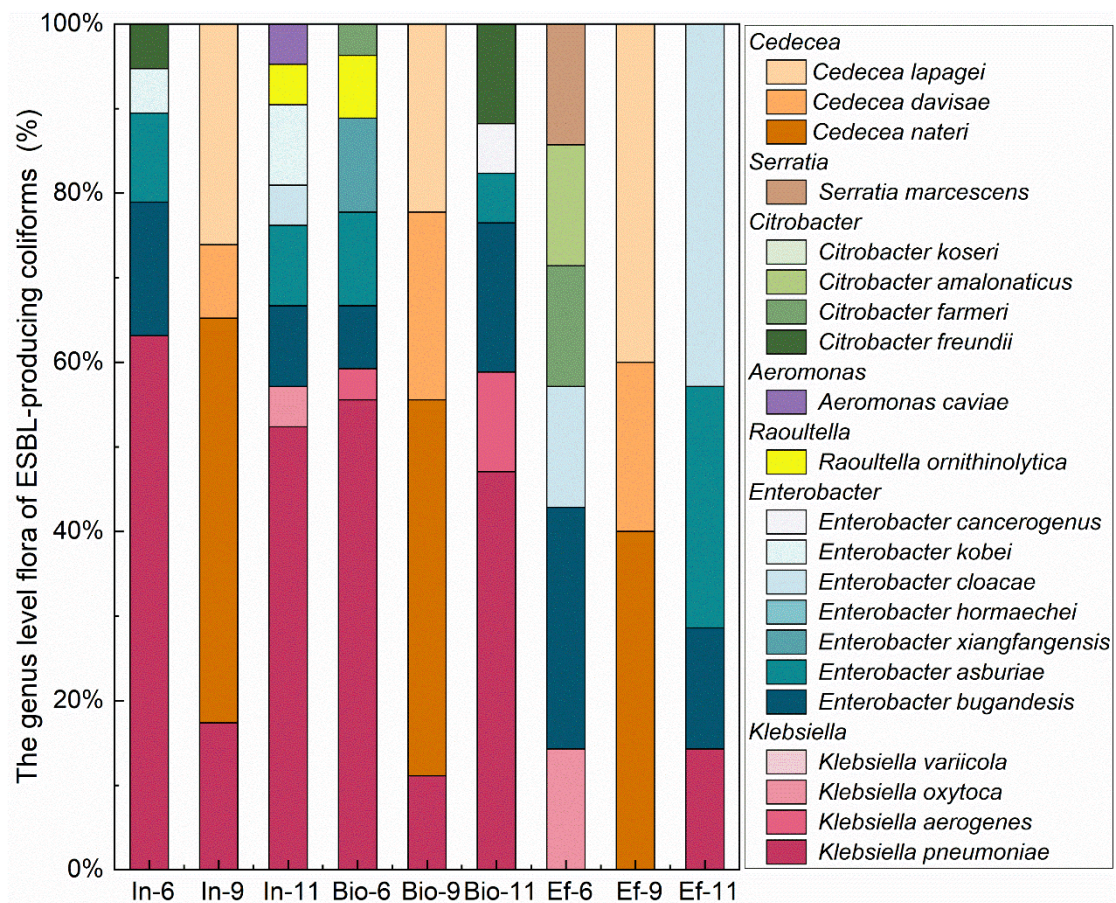 The genus level flora of ESBL-producing coliforms (%)
100%
80%
60%
40%
20%
0%
In-6
In-9
In-11
Bio-6
Bio-9
Bio-11
Ef-6
Ef-9
Ef-11
Cedecea
Cedecea lapagei
Cedecea davisae
Cedecea nateri
Serratia
Serratia marcescens
Citrobacter
Citrobacter koseri
Citrobacter amalonaticus
Citrobacter farmeri
Citrobacter freundii
Aeromonas
Aeromonas caviae
Raoultella
Raoultella ornithinolytica
Enterobacter
Enterobacter cancerogenus
Enterobacter kobei
Enterobacter cloacae
Enterobacter hormaechei
Enterobacter xiangfangensis
Enterobacter asburiae
Enterobacter bugandesis
Klebsiella
Klebsiella variicola
Klebsiella oxytoca
Klebsiella aerogenes
Klebsiella pneumoniae